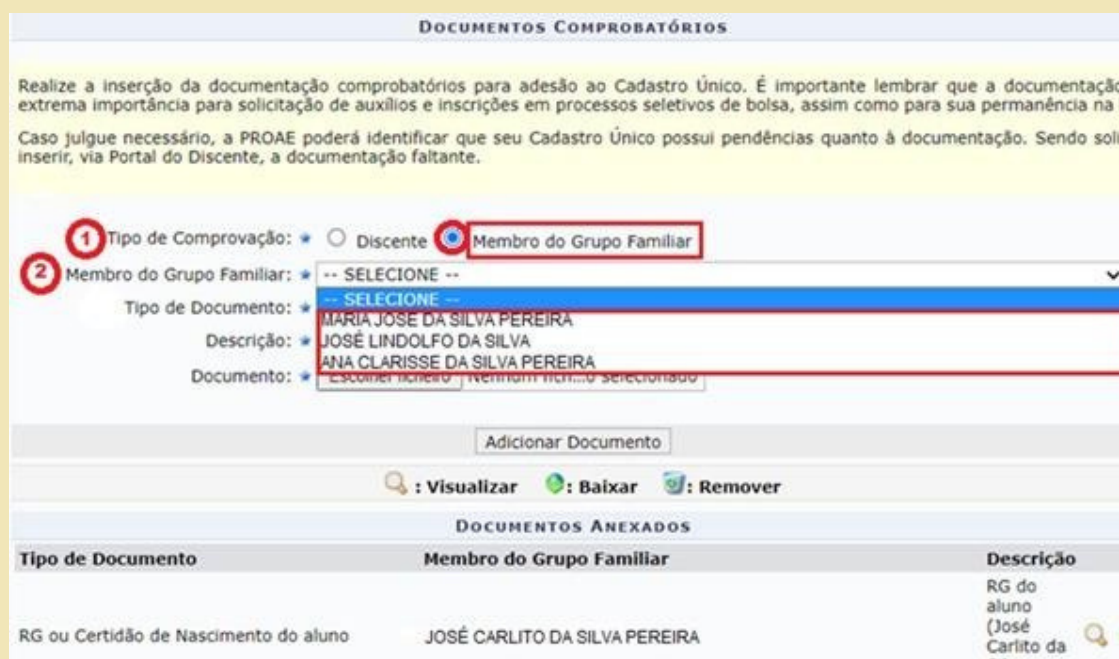 DOCUMENTOS COMPROBATÓRIOS
Realize a inserção da documentação comprobatórios para adesão ao Cadastro Único. É importante lembrar que a documentação
extrema importância para solicitação de auxílios e inscrições em processos seletivos de bolsa, assim como para sua permanência na
Caso julgue necessário, a PROAE poderá identificar que seu Cadastro Único possui pendências quanto à documentação. Sendo soli
inserir, via Portal do Discente, a documentação faltante.
1 Tipo de Comprovação: Discente Membro do Grupo Familiar
2 Membro do Grupo Familiar: -- SELECIONE --
-- SELECIONE --
Tipo de Documento: MARIA JOSE DA SILVA PEREIRA
Descrição: JOSÉ LINDOLFO DA SILVA
ANA CLARISSE DA SILVA PEREIRA
Documento: Escolher ficheiro Nenhum fich...o selecionado
Adicionar Documento
: Visualizar : Baixar : Remover
DOCUMENTOS ANEXADOS
Tipo de Documento Membro do Grupo Familiar Descrição
RG ou Certidão de Nascimento do aluno JOSÉ CARLITO DA SILVA PEREIRA
RG do
aluno
(José
Carlito da